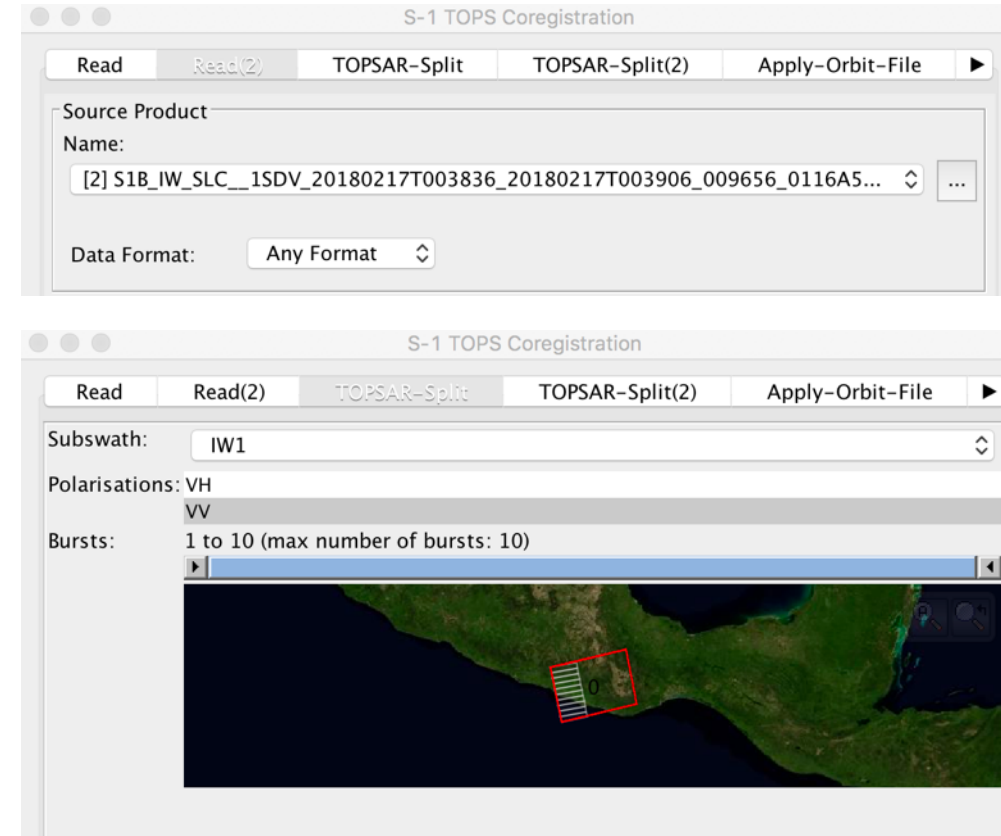 S-1 TOPS Coregistration
Read Read(2) TOPSAR-Split TOPSAR-Split(2) Apply-Orbit-File
Source Product
Name:
[2] S1B_IW_SLC__1SDV_20180217T003836_20180217T003906_009656_0116A5... ...
Data Format: Any Format
S-1 TOPS Coregistration
Read Read(2) TOPSAR-Split TOPSAR-Split(2) Apply-Orbit-File
Subswath: IW1
Polarisations: VH
VV
Bursts: 1 to 10 (max number of bursts: 10)
0